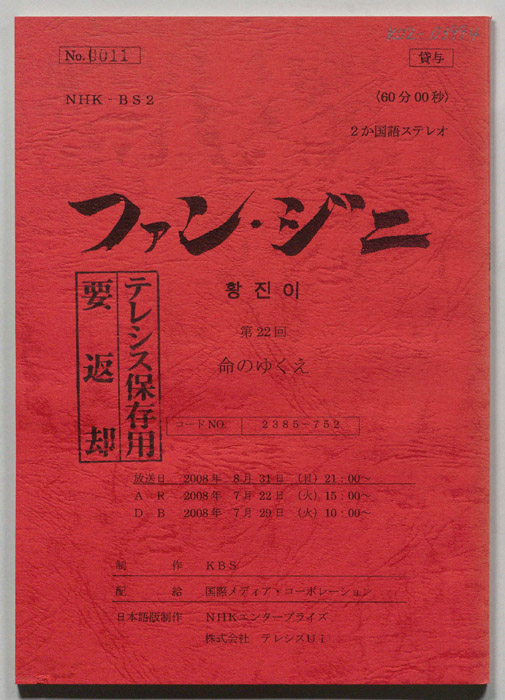 No. 0011
貸与
NHK-BS2
〈60分00秒〉
2か国語ステレオ
ファン・ジニ
황진이
第22回
命のゆくえ
テレシス保存用
要返却
コードNO. 2385-752
放送日 2008年 8月31日 (日) 21:00~
AR 2008年 7月22日 (火) 15:00~
DB 2008年 7月29日 (火) 10:00~
制作 KBS
配給 国際メディア・コーポレーション
日本語版制作 NHKエンタープライズ
株式会社 テレシスUT